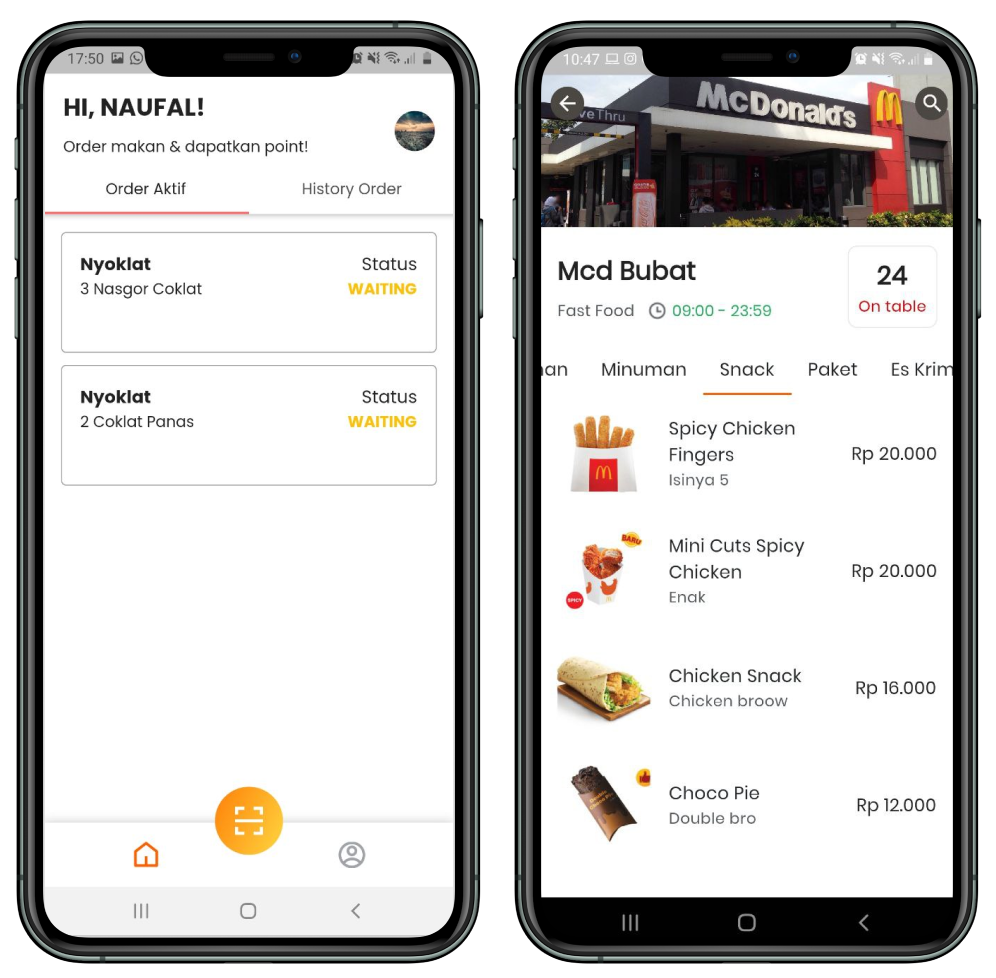 17:50
HI, NAUFAL!
Order makan & dapatkan point!
Order Aktif
History Order
Nyoklat
Status
3 Nasgor Coklat
WAITING
Nyoklat
Status
2 Coklat Panas
WAITING
10:47
McDonald's
veThru
Mcd Bubat
24
Fast Food
09:00 - 23:59
On table
nan
Minuman
Snack
Paket
Es Krim
Spicy Chicken
Fingers
Rp 20.000
Isinya 5
BARU
Mini Cuts Spicy
Chicken
Rp 20.000
Enak
SPICY
Chicken Snack
Rp 16.000
Chicken broow
Choco Pie
Rp 12.000
Double bro